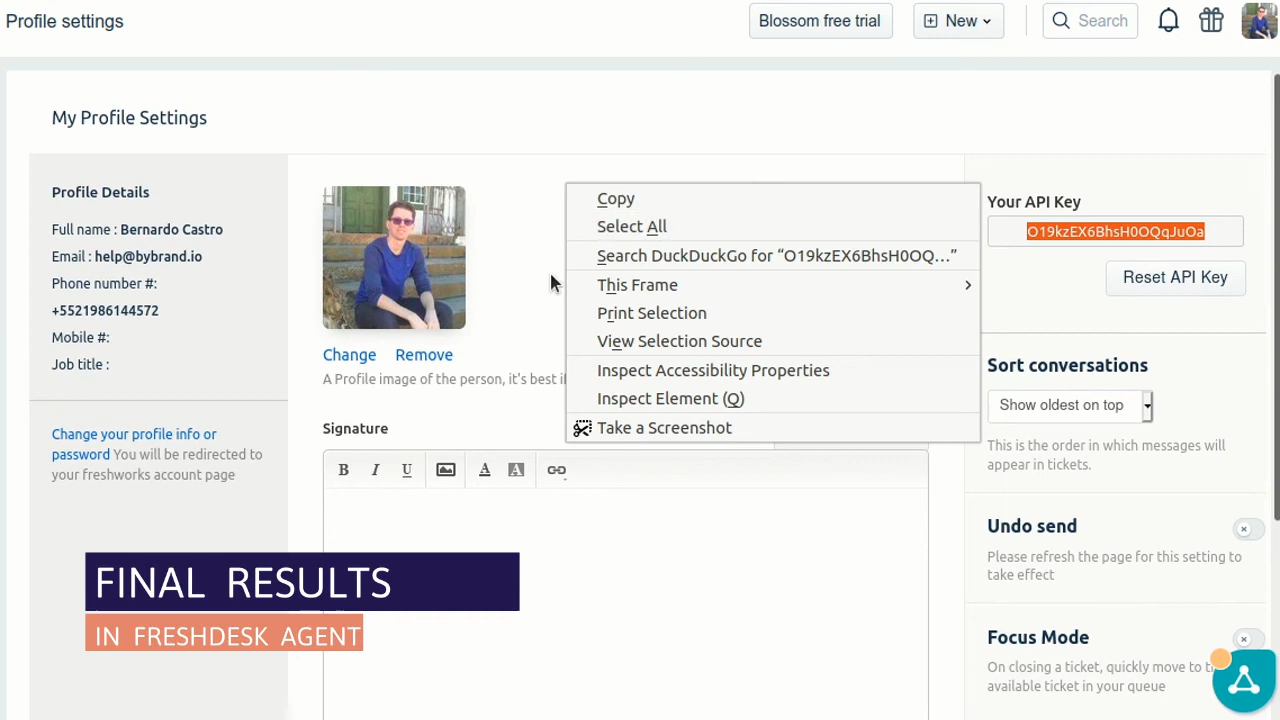 Profile settings
Blossom free trial
New
Search
My Profile Settings
Profile Details
Full name : Bernardo Castro
Email : help@bybrand.io
Phone number #:
+5521986144572
Mobile #:
Job title :
Change your profile info or
password You will be redirected to
your freshworks account page
Change Remove
A Profile image of the person, it's best i
Signature
B I U A A
Copy
Select All
Search DuckDuckGo for “O19kzEX6BhsH0OQ…”
This Frame
Print Selection
View Selection Source
Inspect Accessibility Properties
Inspect Element (Q)
Take a Screenshot
Your API Key
O19kzEX6BhsH0OQqJuOa
Reset API Key
Sort conversations
Show oldest on top
This is the order in which messages will
appear in tickets.
Undo send
Please refresh the page for this setting to
take effect
Focus Mode
On closing a ticket, quickly move to
available ticket in your queue
FINAL RESULTS
IN FRESHDESK AGENT